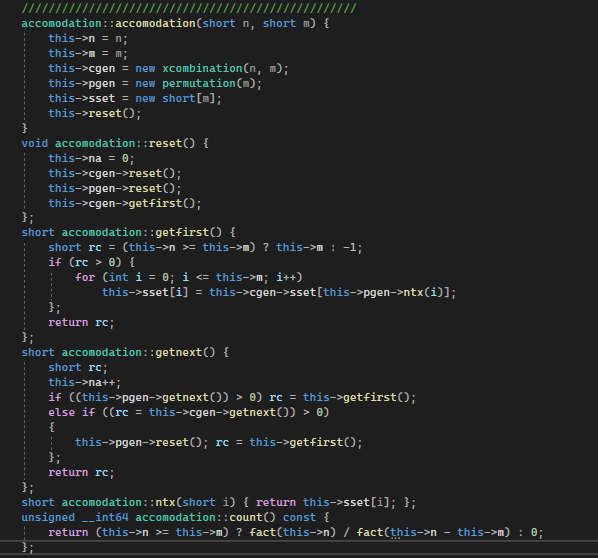 //////////////////////////////////////////////////
accomodation::accomodation(short n, short m) {
    this->n = n;
    this->m = m;
    this->cgen = new xcombination(n, m);
    this->pgen = new permutation(m);
    this->sset = new short[m];
    this->reset();
}
void accomodation::reset() {
    this->na = 0;
    this->cgen->reset();
    this->pgen->reset();
    this->cgen->getfirst();
};
short accomodation::getfirst() {
    short rc = (this->n >= this->m) ? this->m : -1;
    if (rc > 0) {
        for (int i = 0; i <= this->m; i++)
            this->sset[i] = this->cgen->sset[this->pgen->ntx(i)];
    };
    return rc;
};
short accomodation::getnext() {
    short rc;
    this->na++;
    if ((this->pgen->getnext()) > 0) rc = this->getfirst();
    else if ((rc = this->cgen->getnext()) > 0)
    {
        this->pgen->reset(); rc = this->getfirst();
    };
    return rc;
};
short accomodation::ntx(short i) { return this->sset[i]; };
unsigned __int64 accomodation::count() const {
    return (this->n >= this->m) ? fact(this->n) / fact(this->n - this->m) : 0;
};